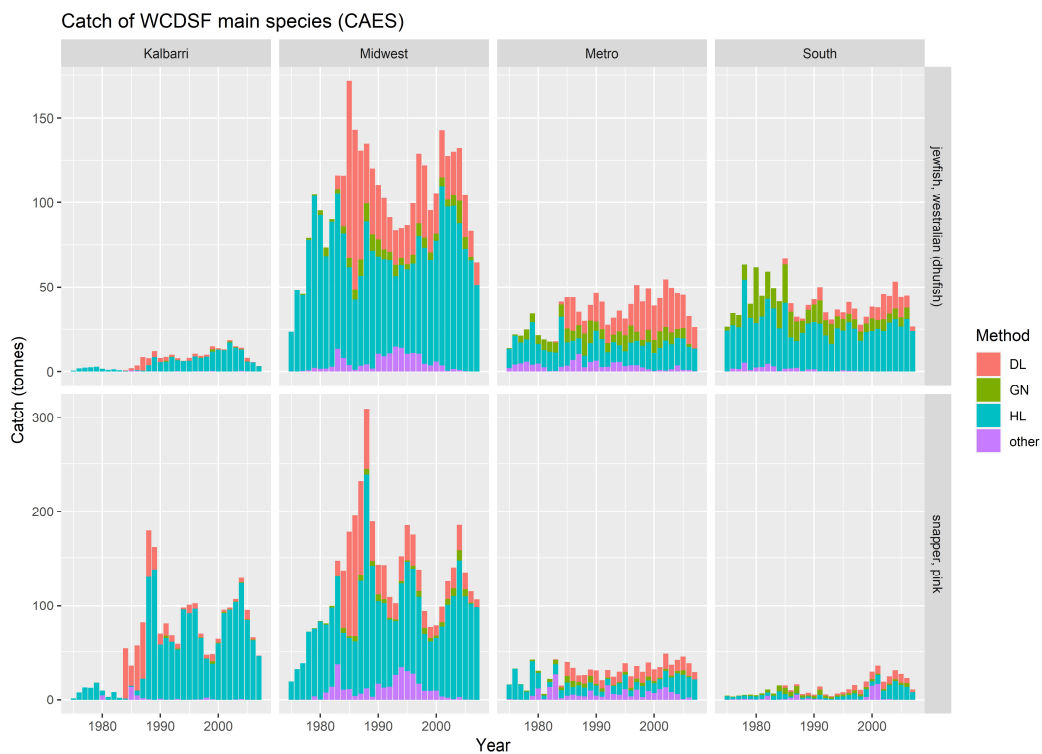 Catch of WCDSF main species (CAES)
Kalbarri Midwest Metro South
150
100
50
0
jewfish, westralian (dhufish)
300
200
100
0
snapper, pink
1980 1990 2000 1980 1990 2000 1980 1990 2000 1980 1990 2000
Year
Catch (tonnes)
Method
DL
GN
HL
other